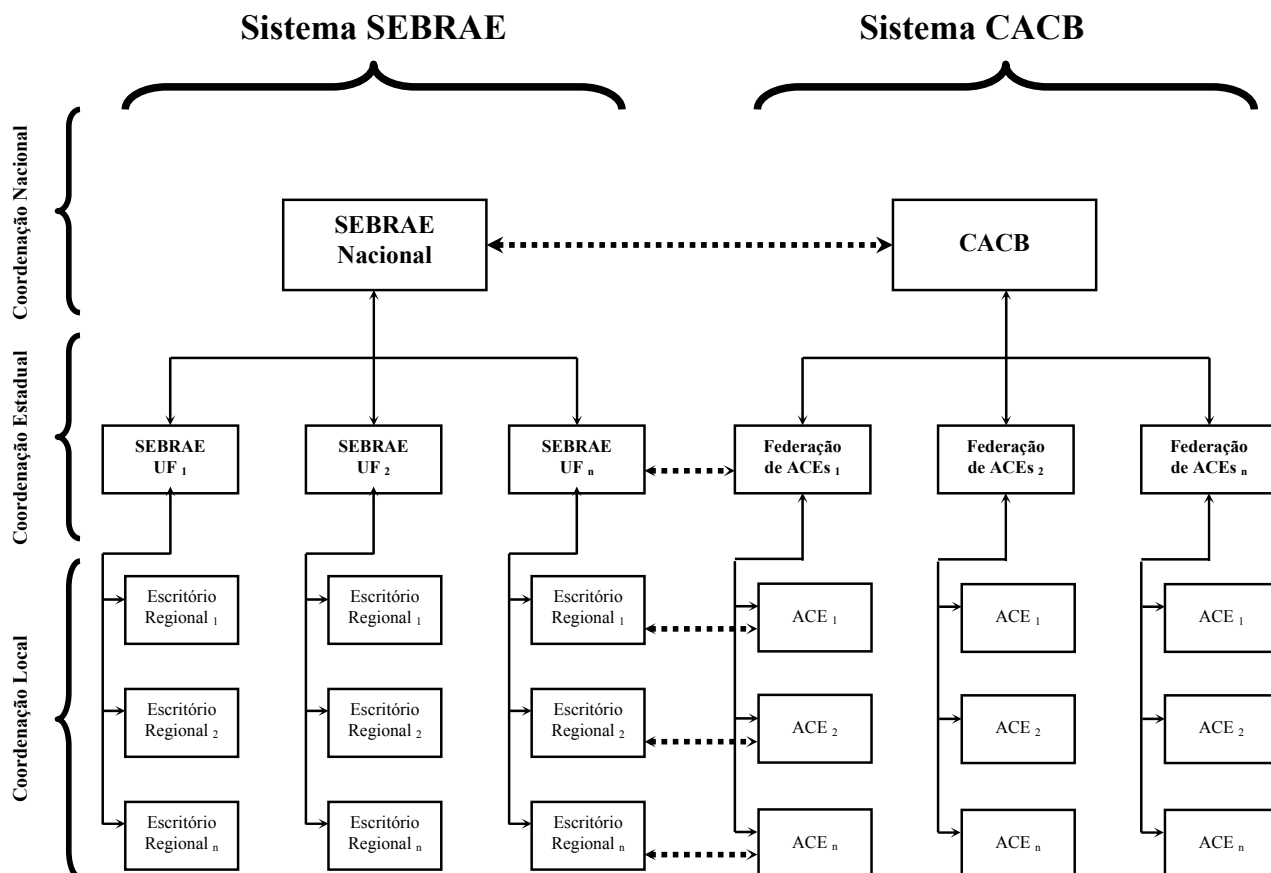 Sistema SEBRAE
Sistema CACB
Coordenação Nacional
SEBRAE
Nacional
CACB
Coordenação Estadual
SEBRAE
UF 1
SEBRAE
UF 2
SEBRAE
UF n
Federação
de ACEs 1
Federação
de ACEs 2
Federação
de ACEs n
Coordenação Local
Escritório
Regional 1
Escritório
Regional 1
Escritório
Regional 1
ACE 1
ACE 1
ACE 1
Escritório
Regional 2
Escritório
Regional 2
Escritório
Regional 2
ACE 2
ACE 2
ACE 2
Escritório
Regional n
Escritório
Regional n
Escritório
Regional n
ACE n
ACE n
ACE n